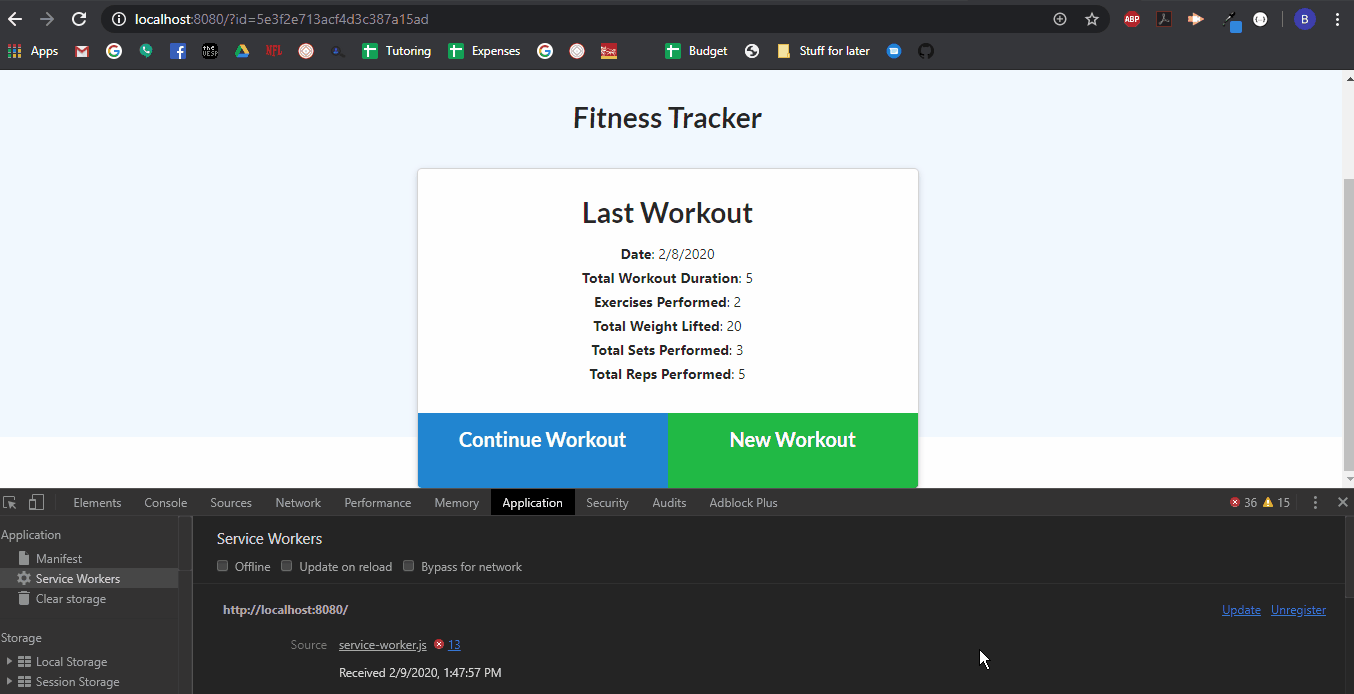 localhost:8080/?id=5e3f2e713acf4d3c387a15ad
ABP
B
Apps
NFL
Tutoring
Expenses
Budget
Stuff for later
Fitness Tracker
Last Workout
Date: 2/8/2020
Total Workout Duration: 5
Exercises Performed: 2
Total Weight Lifted: 20
Total Sets Performed: 3
Total Reps Performed: 5
Continue Workout New Workout
Elements Console Sources Network Performance Memory Application Security Audits Adblock Plus 36 15
Application
Manifest
Service Workers
Clear storage
Storage
Local Storage
Session Storage
Service Workers
Offline Update on reload Bypass for network
http://localhost:8080/ Update Unregister
Source service-worker.js 13
Received 2/9/2020, 1:47:57 PM